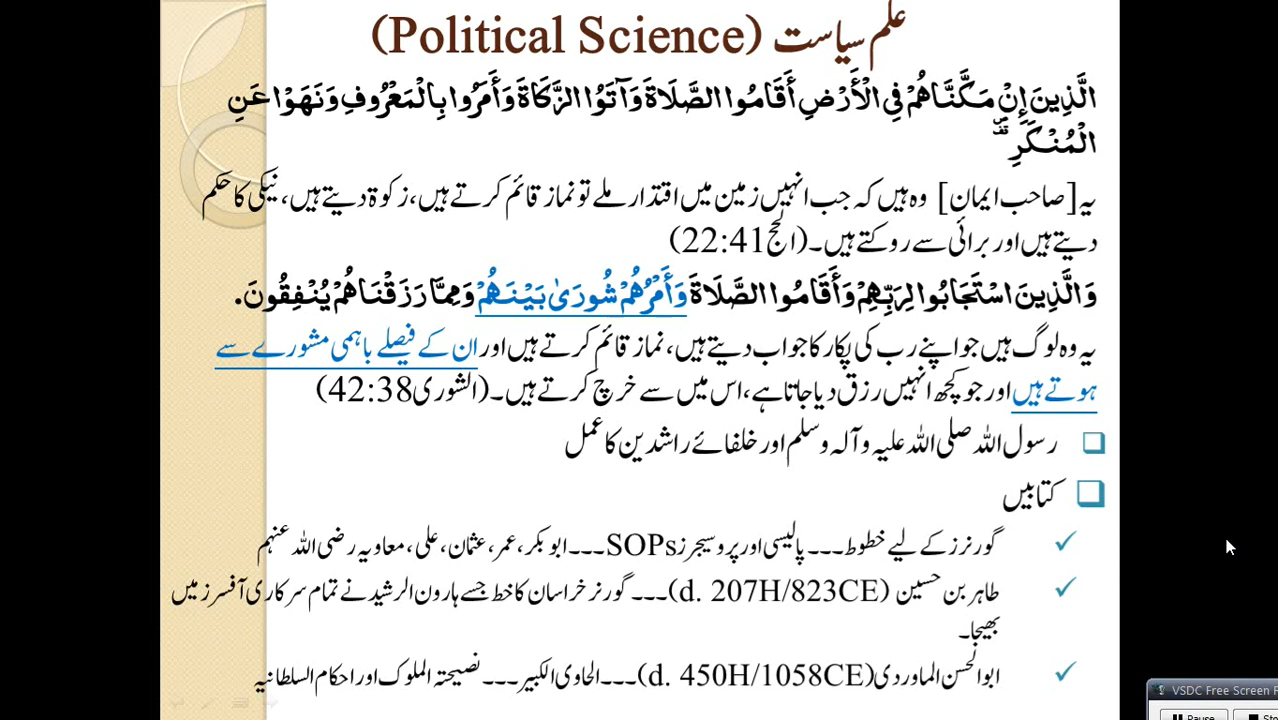 علم سیاست (Political Science)
الَّذِينَ إِنْ مَكَّنَّاهُمْ فِي الْأَرْضِ أَقَامُوا الصَّلَاةَ وَآتَوُا الزَّكَاةَ وَأَمَرُوا بِالْمَعْرُوفِ وَنَهَوْا عَنِ
الْمُنْكَرِ ۗ
یہ [صاحب ایمان] وہ ہیں کہ جب انہیں زمین میں اقتدار ملے تو نماز قائم کرتے ہیں، زکوۃ دیتے ہیں، نیکی کا حکم
دیتے ہیں اور برائی سے روکتے ہیں۔ (الحج 22:41)
وَالَّذِينَ اسْتَجَابُوا لِرَبِّهِمْ وَأَقَامُوا الصَّلَاةَ وَأَمْرُهُمْ شُورَىٰ بَيْنَهُمْ وَمِمَّا رَزَقْنَاهُمْ يُنْفِقُونَ.
یہ وہ لوگ ہیں جو اپنے رب کی پکار کا جواب دیتے ہیں، نماز قائم کرتے ہیں اور ان کے فیصلے باہمی مشورے سے
ہوتے ہیں اور جو کچھ انہیں رزق دیا جاتا ہے، اس میں سے خرچ کرتے ہیں۔ (الشوری 42:38)
رسول اللہ صلی اللہ علیہ وآلہ وسلم اور خلفائے راشدین کا عمل
کتابیں
گورنرز کے لیے خطوط۔۔۔ پالیسی اور پروسیجرز SOPs۔۔۔ ابو بکر، عمر، عثمان، علی، معاویہ رضی اللہ عنہم
طاہر بن حسین (d. 207H/823CE)۔۔۔ گورنر خراسان کا خط جسے ہارون الرشید نے تمام سرکاری آفسرز میں
بھیجا۔
ابوالحسن الماوردی (d. 450H/1058CE)۔۔۔ الحاوی الکبیر۔۔۔ نصیحتہ الملوک اور احکام السلطانیہ
VSDC Free Screen R
Pause